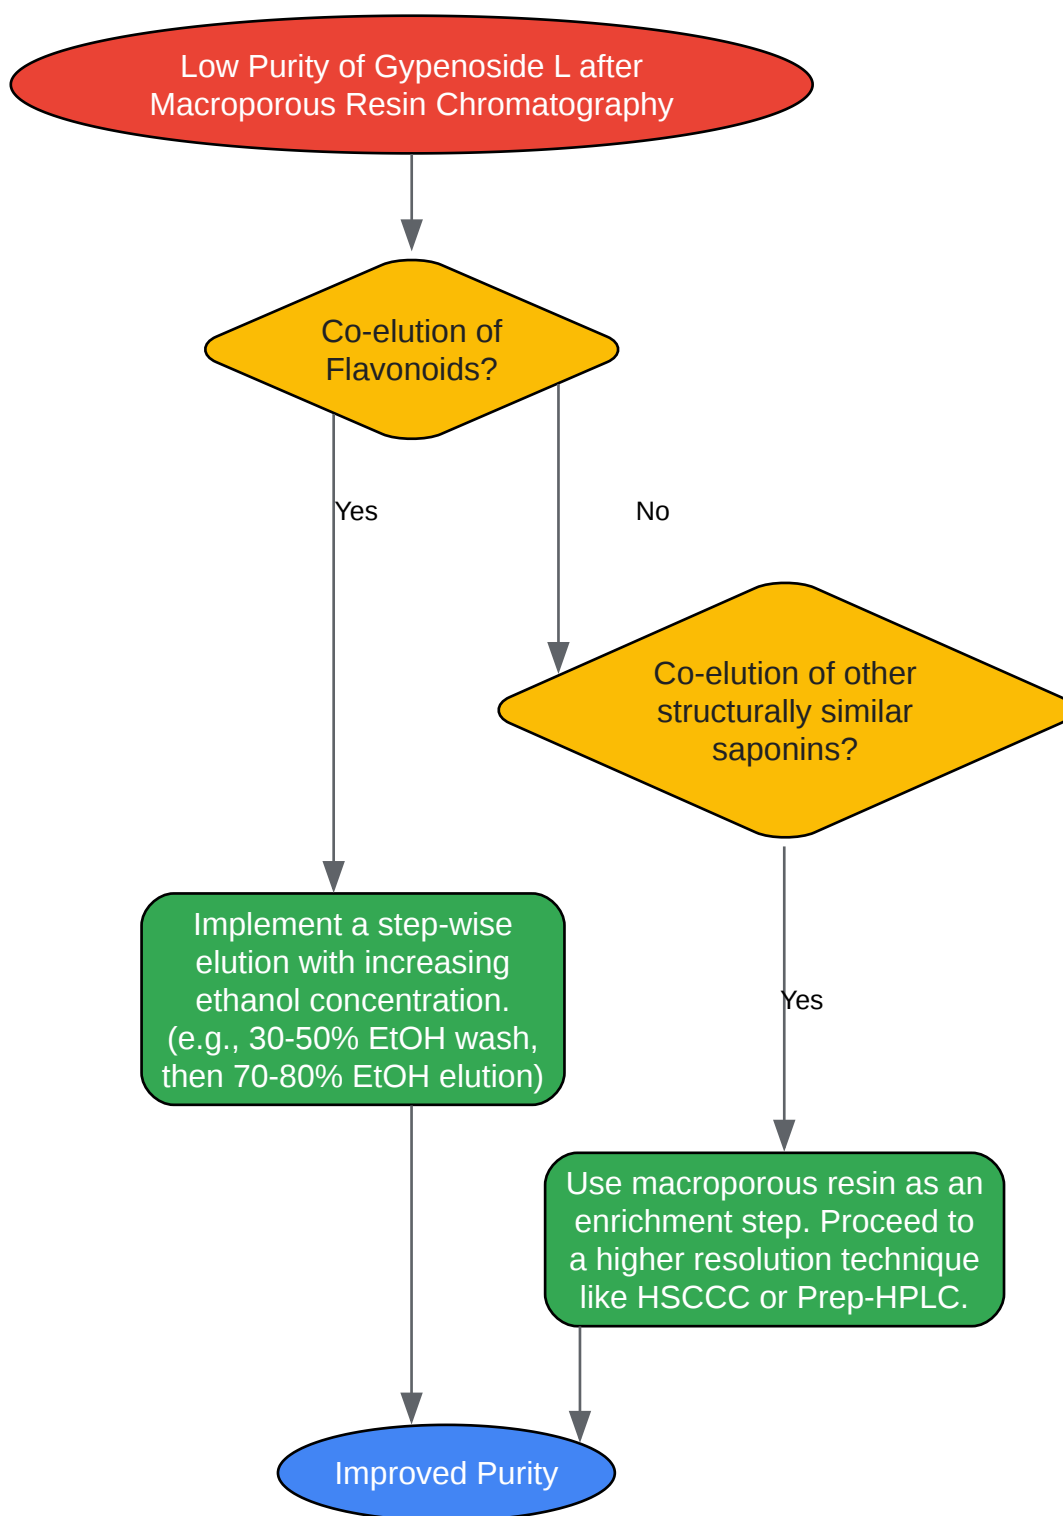 Low Purity of Gypenoside L after
Macroporous Resin Chromatography
Co-elution of
Flavonoids?
Yes
No
Co-elution of other
structurally similar
saponins?
Implement a step-wise
elution with increasing
ethanol concentration.
(e.g., 30-50% EtOH wash,
then 70-80% EtOH elution)
Yes
Use macroporous resin as an
enrichment step. Proceed to
a higher resolution technique
like HSCCC or Prep-HPLC.
Improved Purity